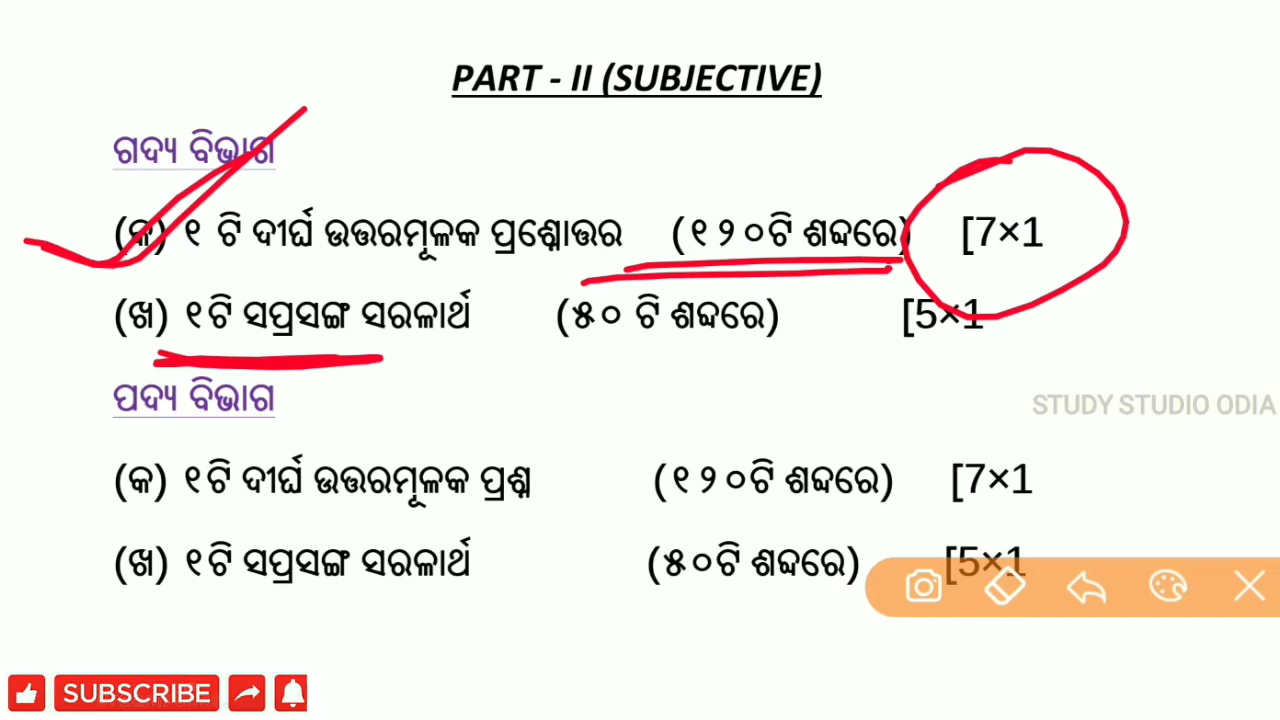 PART - II (SUBJECTIVE)
ଗଦ୍ୟ ବିଭାଗ
(କ) ୧ ଟି ଦୀର୍ଘ ଉତ୍ତରମୂଳକ ପ୍ରଶ୍ନୋତ୍ତର (୧୨୦ଟି ଶବ୍ଦରେ) [7×1
(ଖ) ୧ଟି ସପ୍ରସଙ୍ଗ ସରଳାର୍ଥ (୫୦ ଟି ଶବ୍ଦରେ) [5×1
ପଦ୍ୟ ବିଭାଗ
STUDY STUDIO ODIA
(କ) ୧ଟି ଦୀର୍ଘ ଉତ୍ତରମୂଳକ ପ୍ରଶ୍ନ (୧୨୦ଟି ଶବ୍ଦରେ) [7×1
(ଖ) ୧ଟି ସପ୍ରସଙ୍ଗ ସରଳାର୍ଥ (୫୦ଟି ଶବ୍ଦରେ) [5×1
SUBSCRIBE